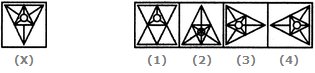 (X) (1) (2) (3) (4)